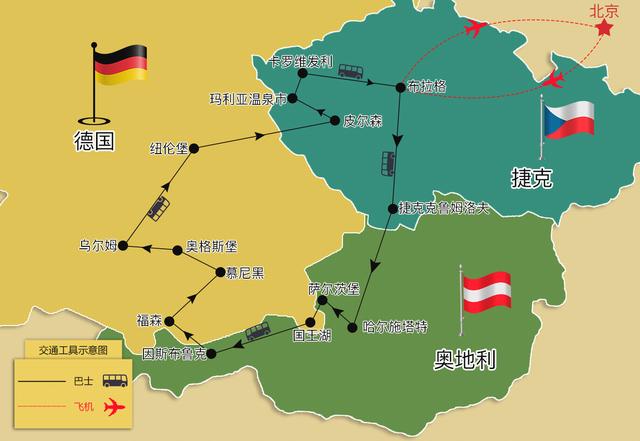 北京
卡罗维发利
布拉格
玛利亚温泉市
皮尔森
德国
纽伦堡
捷克
捷克克鲁姆洛夫
乌尔姆
奥格斯堡
慕尼黑
萨尔茨堡
福森
国王湖
哈尔施塔特
因斯布鲁克
奥地利
交通工具示意图
巴士
飞机